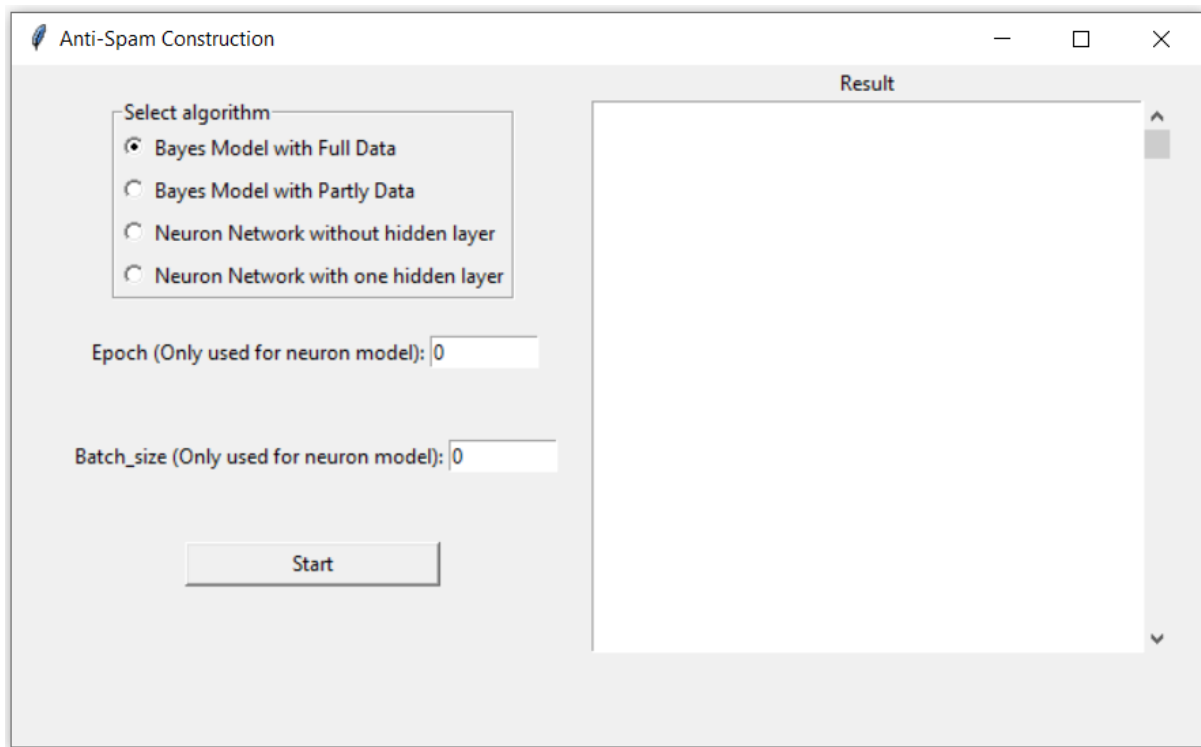 Anti-Spam Construction
Result
Select algorithm
Bayes Model with Full Data
Bayes Model with Partly Data
Neuron Network without hidden layer
Neuron Network with one hidden layer
Epoch (Only used for neuron model): 0
Batch_size (Only used for neuron model): 0
Start